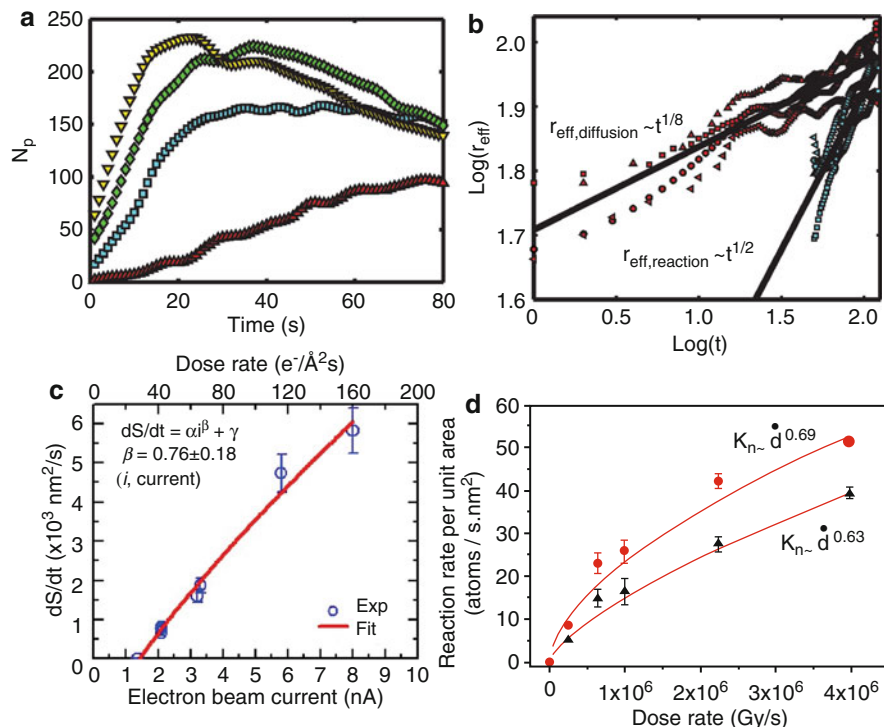 a
250
200
150
100
50
0
N_p
0 20 40 60 80
Time (s)
b
2.0
1.9
1.8
1.7
1.6
Log(r_eff)
r_eff,diffusion ~t^1/8
r_eff,reaction ~t^1/2
0 0.5 1.0 1.5 2.0
Log(t)
Dose rate (e⁻/Å²s)
0 40 80 120 160 200
c
6
5
4
3
2
1
0
dS/dt (x10³ nm²/s)
dS/dt = αi^β + γ
β = 0.76±0.18
(i, current)
Exp
Fit
0 2 4 6 8 10
Electron beam current (nA)
d
60
50
40
30
20
10
0
Reaction rate per unit area
(atoms / s.nm²)
K_n~ d^0.69
K_n~ d^0.63
0 1x10⁶ 2x10⁶ 3x10⁶ 4x10⁶
Dose rate (Gy/s)